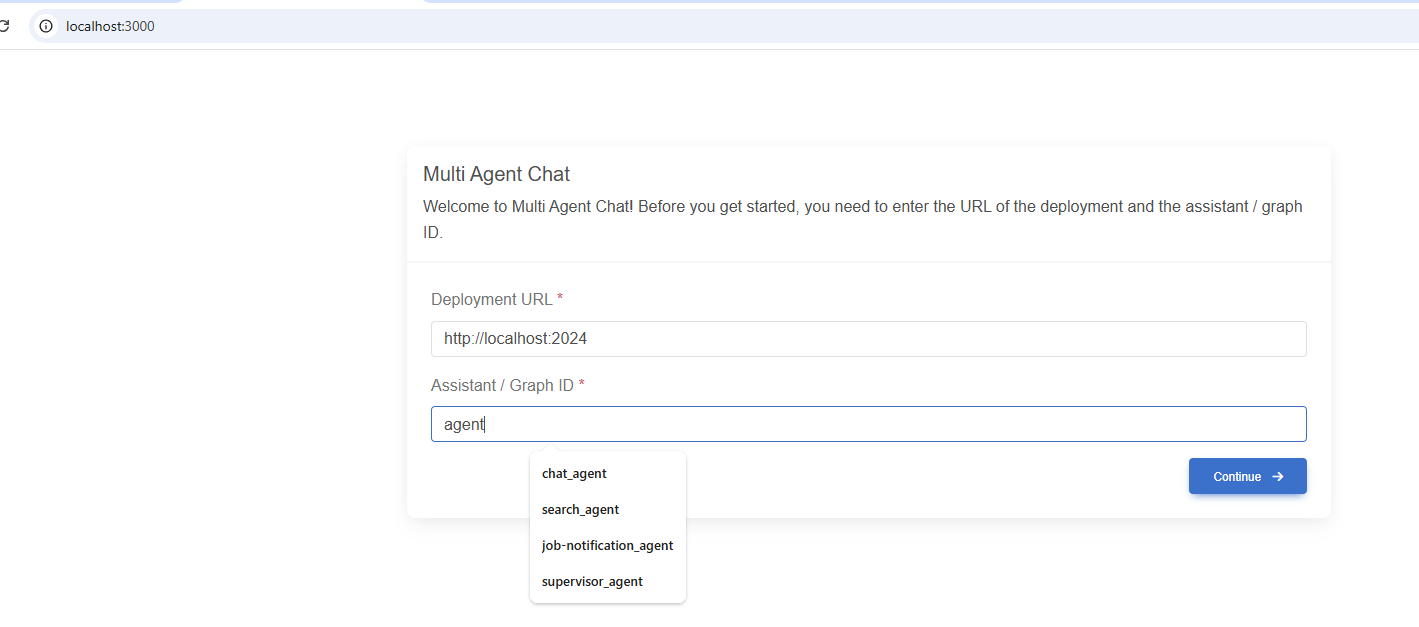 localhost:3000
Multi Agent Chat
Welcome to Multi Agent Chat! Before you get started, you need to enter the URL of the deployment and the assistant / graph
ID.
Deployment URL *
http://localhost:2024
Assistant / Graph ID *
agent
chat_agent
Continue →
search_agent
job-notification_agent
supervisor_agent